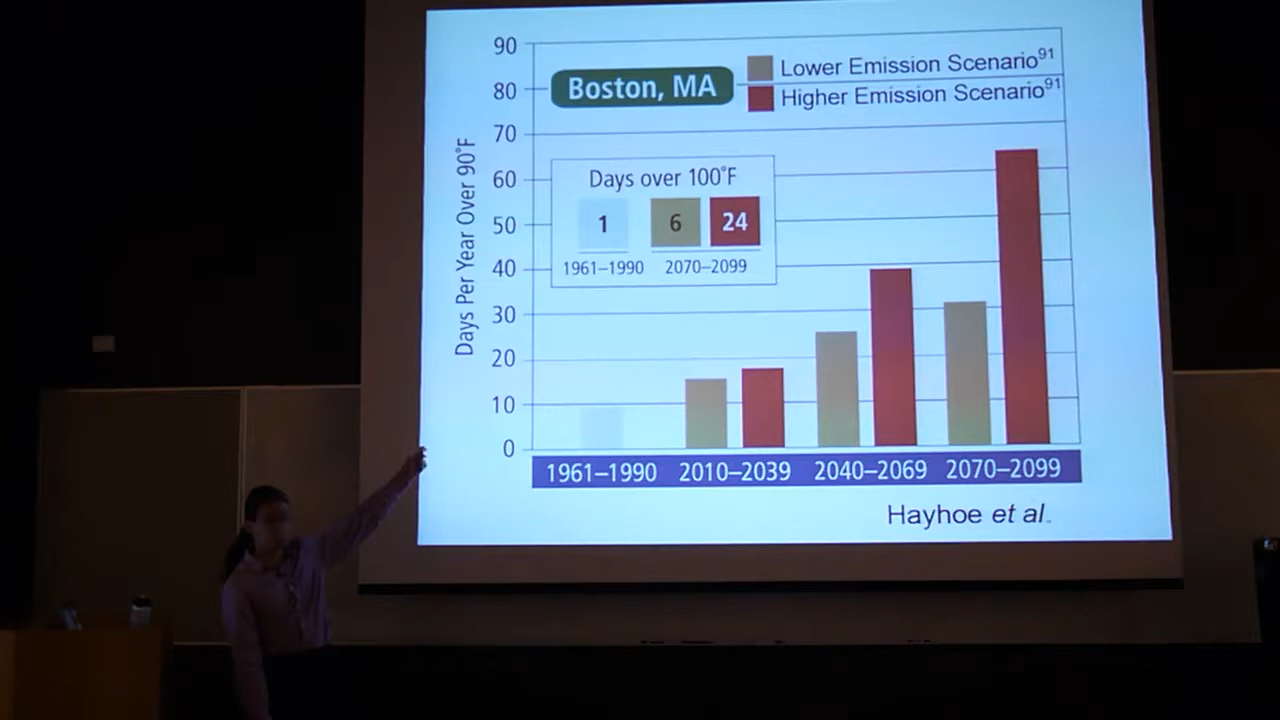 90
80
70
60
50
40
30
20
10
0
Days Per Year Over 90°F
Boston, MA
Lower Emission Scenario91
Higher Emission Scenario91
Days over 100°F
1 6 24
1961–1990 2070–2099
1961–1990 2010–2039 2040–2069 2070–2099
Hayhoe et al.